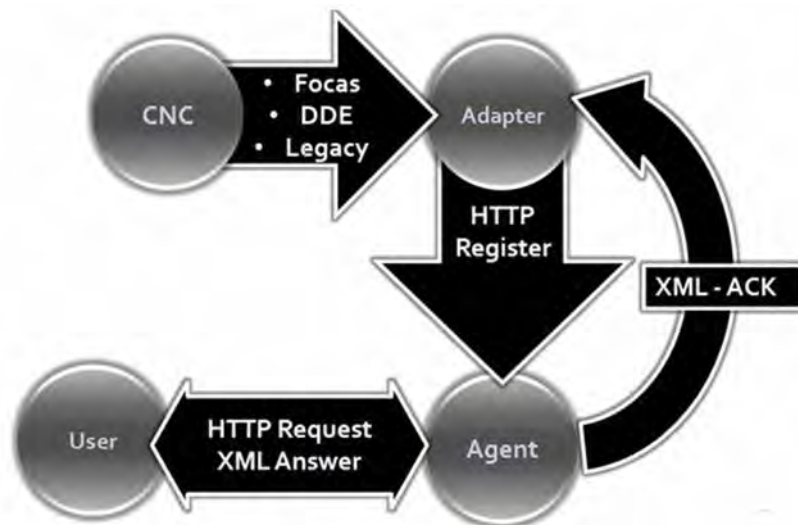 CNC
• Focas
• DDE
• Legacy
Adapter
HTTP
Register
XML - ACK
User
HTTP Request
XML Answer
Agent